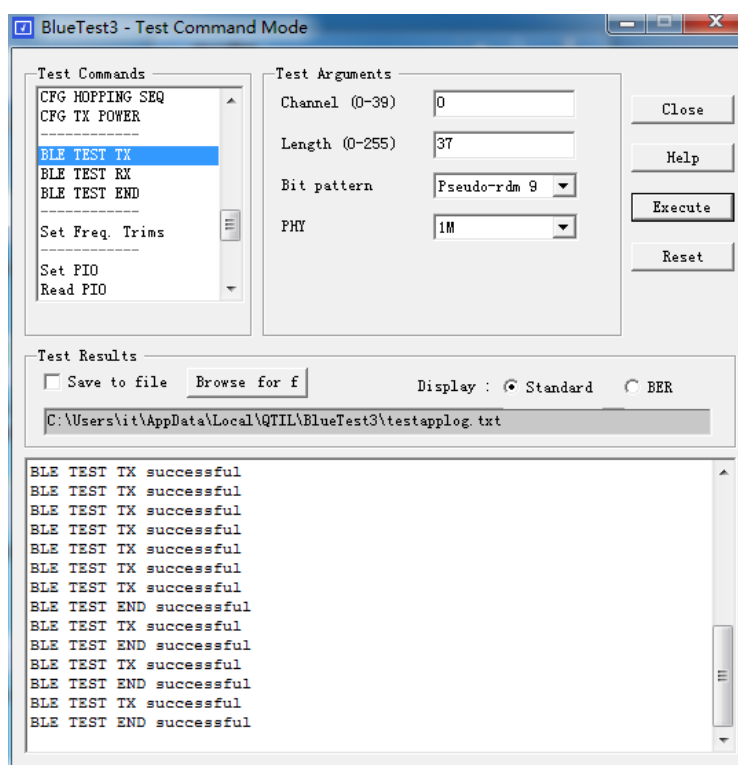 BlueTest3 - Test Command Mode
Test Commands
CFG HOPPING SEQ
CFG TX POWER
------------
BLE TEST TX
BLE TEST RX
BLE TEST END
------------
Set Freq. Trims
------------
Set PIO
Read PIO
Test Arguments
Channel (0-39) 0
Length (0-255) 37
Bit pattern Pseudo-rdm 9
PHY 1M
Close
Help
Execute
Reset
Test Results
Save to file Browse for f Display : Standard BER
C:\Users\it\AppData\Local\QTIL\BlueTest3\testapplog.txt
BLE TEST TX successful
BLE TEST TX successful
BLE TEST TX successful
BLE TEST TX successful
BLE TEST TX successful
BLE TEST TX successful
BLE TEST TX successful
BLE TEST END successful
BLE TEST TX successful
BLE TEST END successful
BLE TEST TX successful
BLE TEST END successful
BLE TEST TX successful
BLE TEST END successful